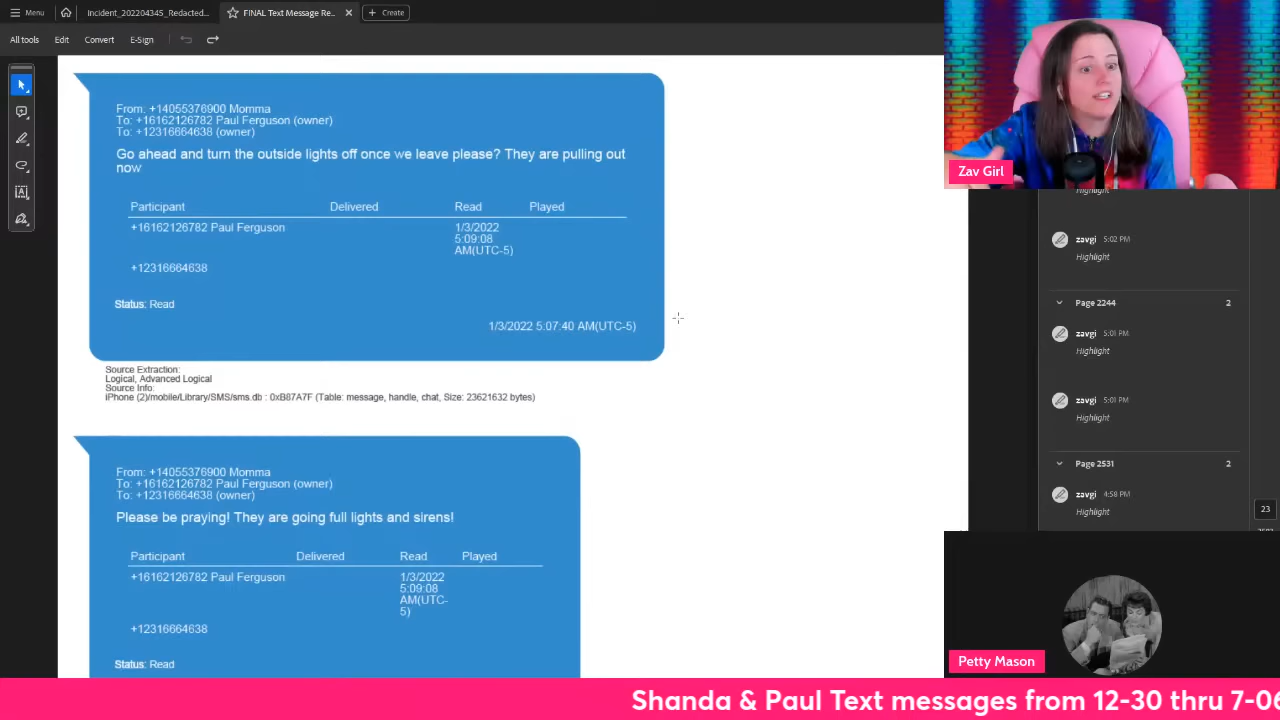 Menu
Incident_202204345_Redacted...
FINAL Text Message Re...
Create
All tools
Edit
Convert
E-Sign
From: +14055376900 Momma
To: +16162126782 Paul Ferguson (owner)
To: +12316664638 (owner)
Go ahead and turn the outside lights off once we leave please? They are pulling out
now
Participant Delivered Read Played
+16162126782 Paul Ferguson 1/3/2022
5:09:08
AM(UTC-5)
+12316664638
Status: Read
1/3/2022 5:07:40 AM(UTC-5)
Source Extraction:
Logical, Advanced Logical
Source Info:
iPhone (2)/mobile/Library/SMS/sms.db : 0xB87A7F (Table: message, handle, chat, Size: 23621632 bytes)
From: +14055376900 Momma
To: +16162126782 Paul Ferguson (owner)
To: +12316664638 (owner)
Please be praying! They are going full lights and sirens!
Participant Delivered Read Played
+16162126782 Paul Ferguson 1/3/2022
5:09:08
AM(UTC-
5)
+12316664638
Status: Read
Zav Girl
Highlight
zavgi 5:02 PM
Highlight
Page 2244 2
zavgi 5:01 PM
Highlight
zavgi 5:01 PM
Highlight
Page 2531 2
zavgi 4:58 PM
Highlight
23
Petty Mason
Shanda & Paul Text messages from 12-30 thru 7-06